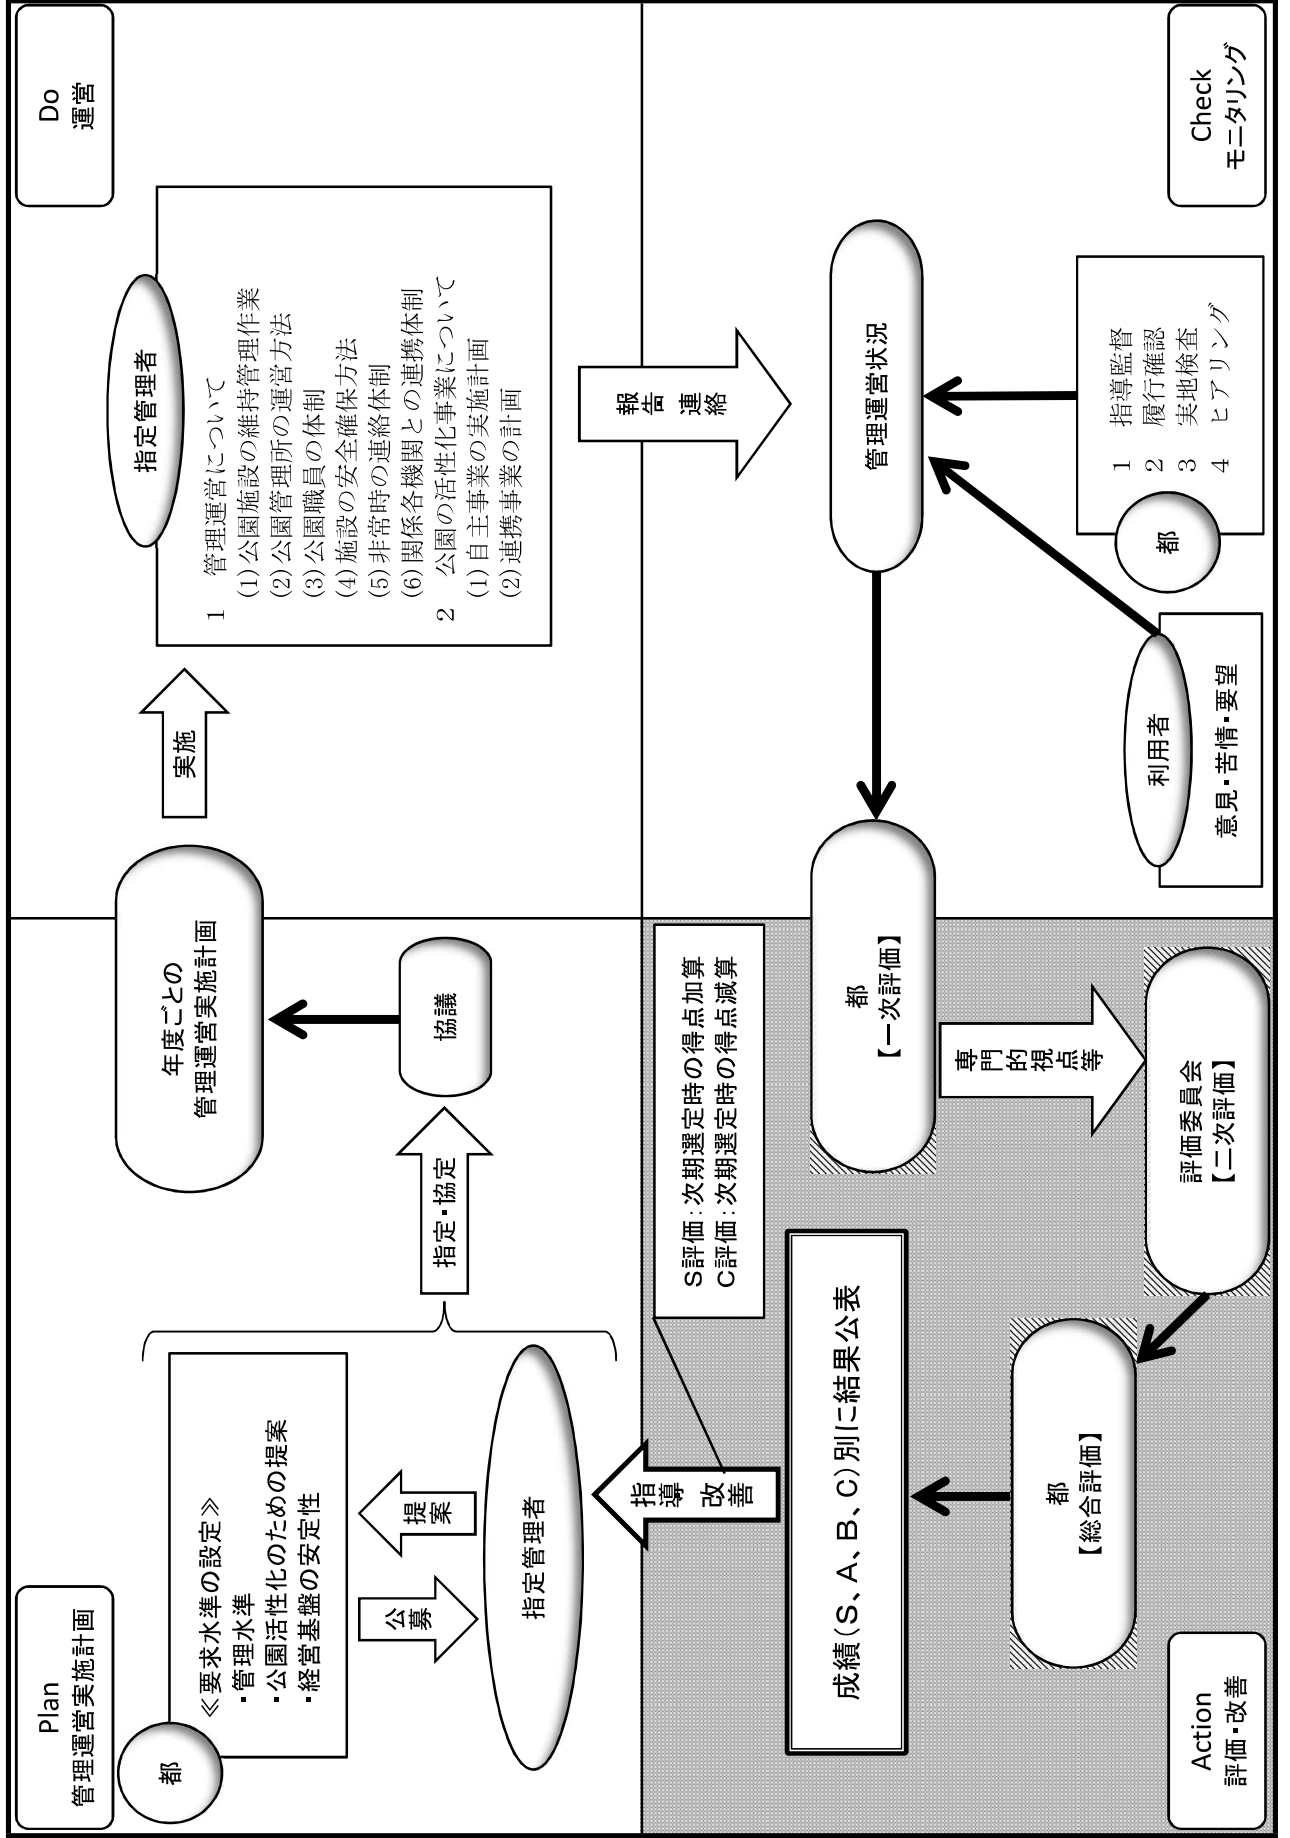 Plan
管理運営実施計画
都
≪要求水準の設定≫
・管理水準
・公園活性化のための提案
・経営基盤の安定性
公募
提案
指定管理者
指定・協定
協議
年度ごとの
管理運営実施計画
実施
Do
運営
指定管理者
1　管理運営について
(1)公園施設の維持管理作業
(2)公園管理所の運営方法
(3)公園職員の体制
(4)施設の安全確保方法
(5)非常時の連絡体制
(6)関係各機関との連携体制
2　公園の活性化事業について
(1)自主事業の実施計画
(2)連携事業の計画
報告
連絡
Check
モニタリング
管理運営状況
都
1　指導監督
2　履行確認
3　実地検査
4　ヒアリング
利用者
意見・苦情・要望
都
【一次評価】
専門的視点等
評価委員会
【二次評価】
都
【総合評価】
成績(S、A、B、C)別に結果公表
S評価：次期選定時の得点加算
C評価：次期選定時の得点減算
指導
改善
Action
評価・改善